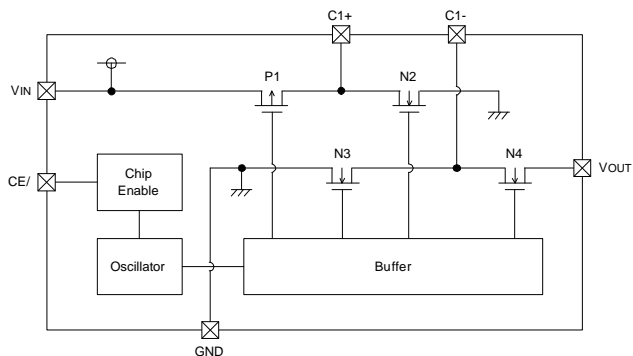 C1+ C1-
P1 N2
VIN
N3 N4
VOUT
CE/
Chip
Enable
Oscillator
Buffer
GND